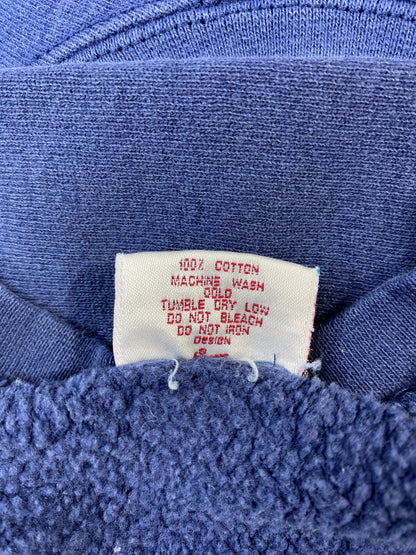 100% COTTON
MACHINE WASH
COLD
TUMBLE DRY LOW
DO NOT BLEACH
DO NOT IRON
DESIGN